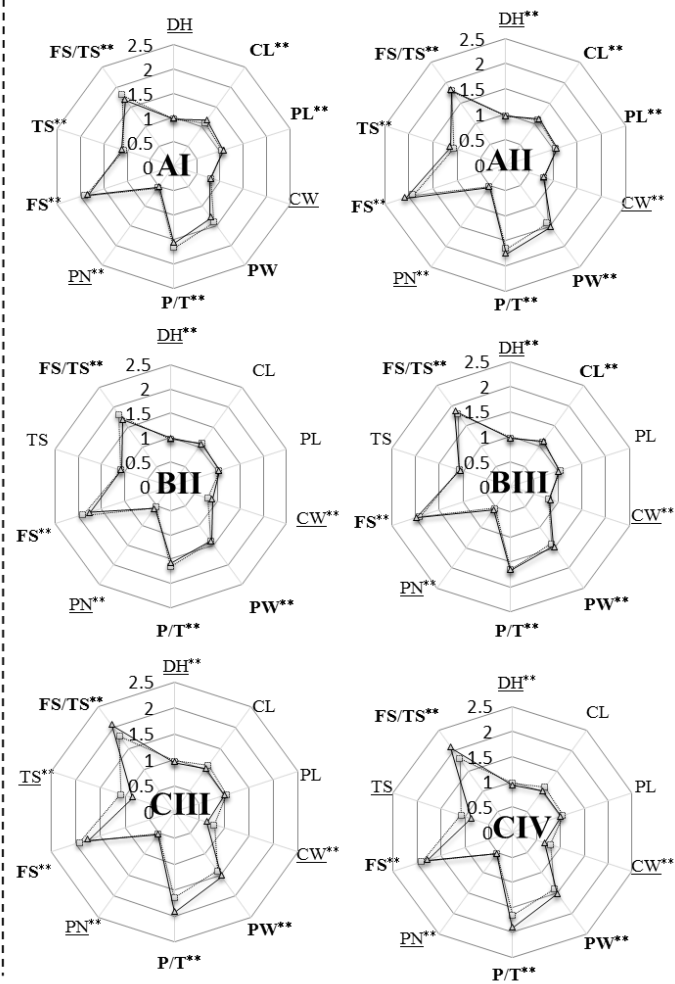 DH
FS/TS**
CL**
TS**
PL**
FS**
CW
PN**
PW
P/T**
2.5
2
1.5
1
0.5
0
AI
DH**
FS/TS**
CL**
TS**
PL**
FS**
CW**
PN**
PW**
P/T**
2.5
2
1.5
1
0.5
0
AII
DH**
FS/TS**
CL
TS
PL
FS**
CW**
PN**
PW**
P/T**
2.5
2
1.5
1
0.5
0
BII
DH**
FS/TS**
CL**
TS
PL
FS**
CW**
PN**
PW**
P/T**
2.5
2
1.5
1
0.5
0
BIII
DH**
FS/TS**
CL
TS**
PL
FS**
CW**
PN**
PW**
P/T**
2.5
2
1.5
1
0.5
0
CIII
DH**
FS/TS**
CL
TS
PL
FS**
CW**
PN**
PW**
P/T**
2.5
2
1.5
1
0.5
0
CIV